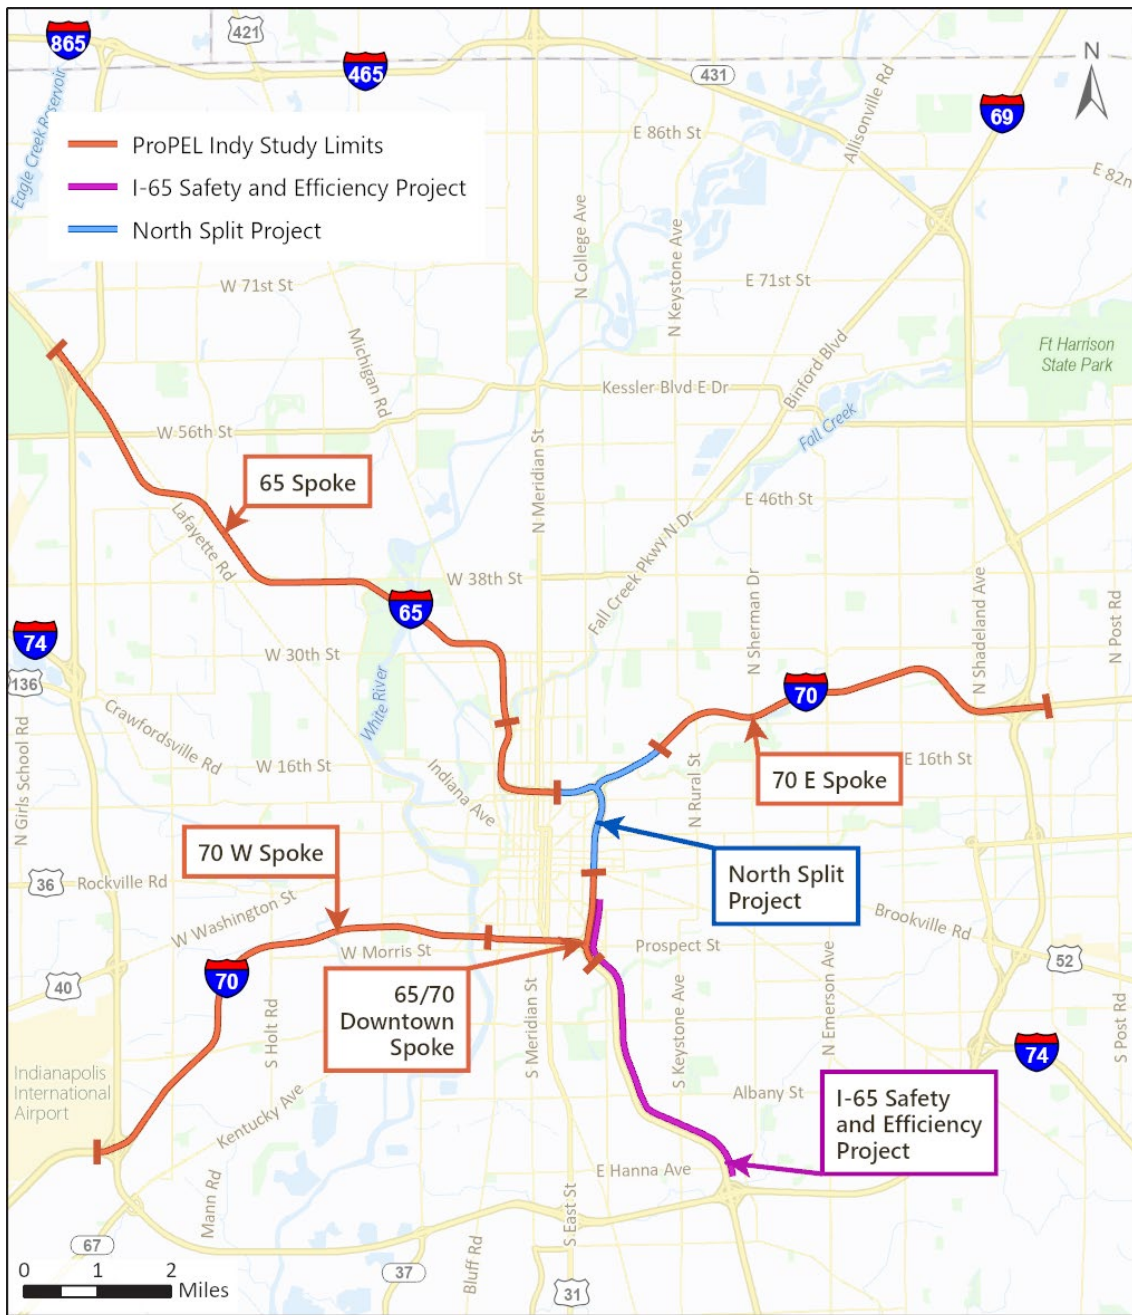 865
421
465
431
N
69
Allisonville Rd
E 86th St
E 82n
Eagle Creek Reservoir
ProPEL Indy Study Limits
I-65 Safety and Efficiency Project
North Split Project
N College Ave
N Keystone Ave
W 71st St
E 71st St
Michigan Rd
Binford Blvd
Ft Harrison
State Park
Kessler Blvd E Dr
Fall Creek
W 56th St
N Meridian St
65 Spoke
E 46th St
Lafayette Rd
W 38th St
Fall Creek Pkwy N Dr
65
N Sherman Dr
N Shadeland Ave
N Post Rd
74
W 30th St
136
White River
70
Crawfordsville Rd
N Girls School Rd
W 16th St
Indiana Ave
N Rural St
E 16th St
70 E Spoke
70 W Spoke
North Split
Project
36
Rockville Rd
W Washington St
Brookville Rd
W Morris St
Prospect St
52
40
70
65/70
Downtown
Spoke
S Holt Rd
S Meridian St
S Keystone Ave
N Emerson Ave
S Post Rd
74
Indianapolis
International
Airport
Kentucky Ave
Albany St
I-65 Safety
and Efficiency
Project
E Hanna Ave
Mann Rd
S East St
Bluff Rd
67
37
31
0 1 2
Miles